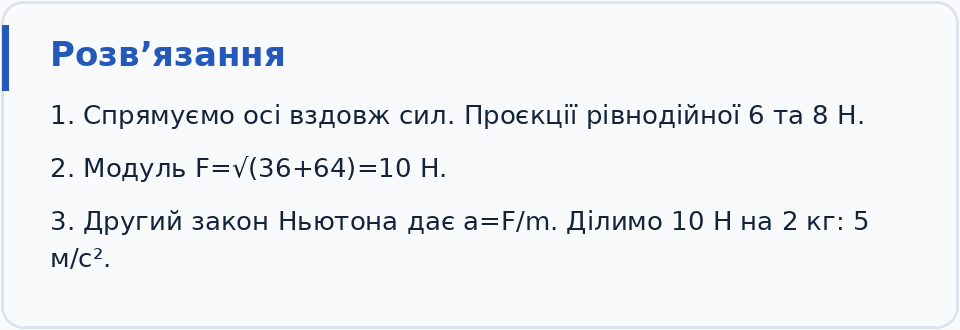 Розв’язання
1. Спрямуємо осі вздовж сил. Проєкції рівнодійної 6 та 8 Н.
2. Модуль F=√(36+64)=10 Н.
3. Другий закон Ньютона дає a=F/m. Ділимо 10 Н на 2 кг: 5
м/с².